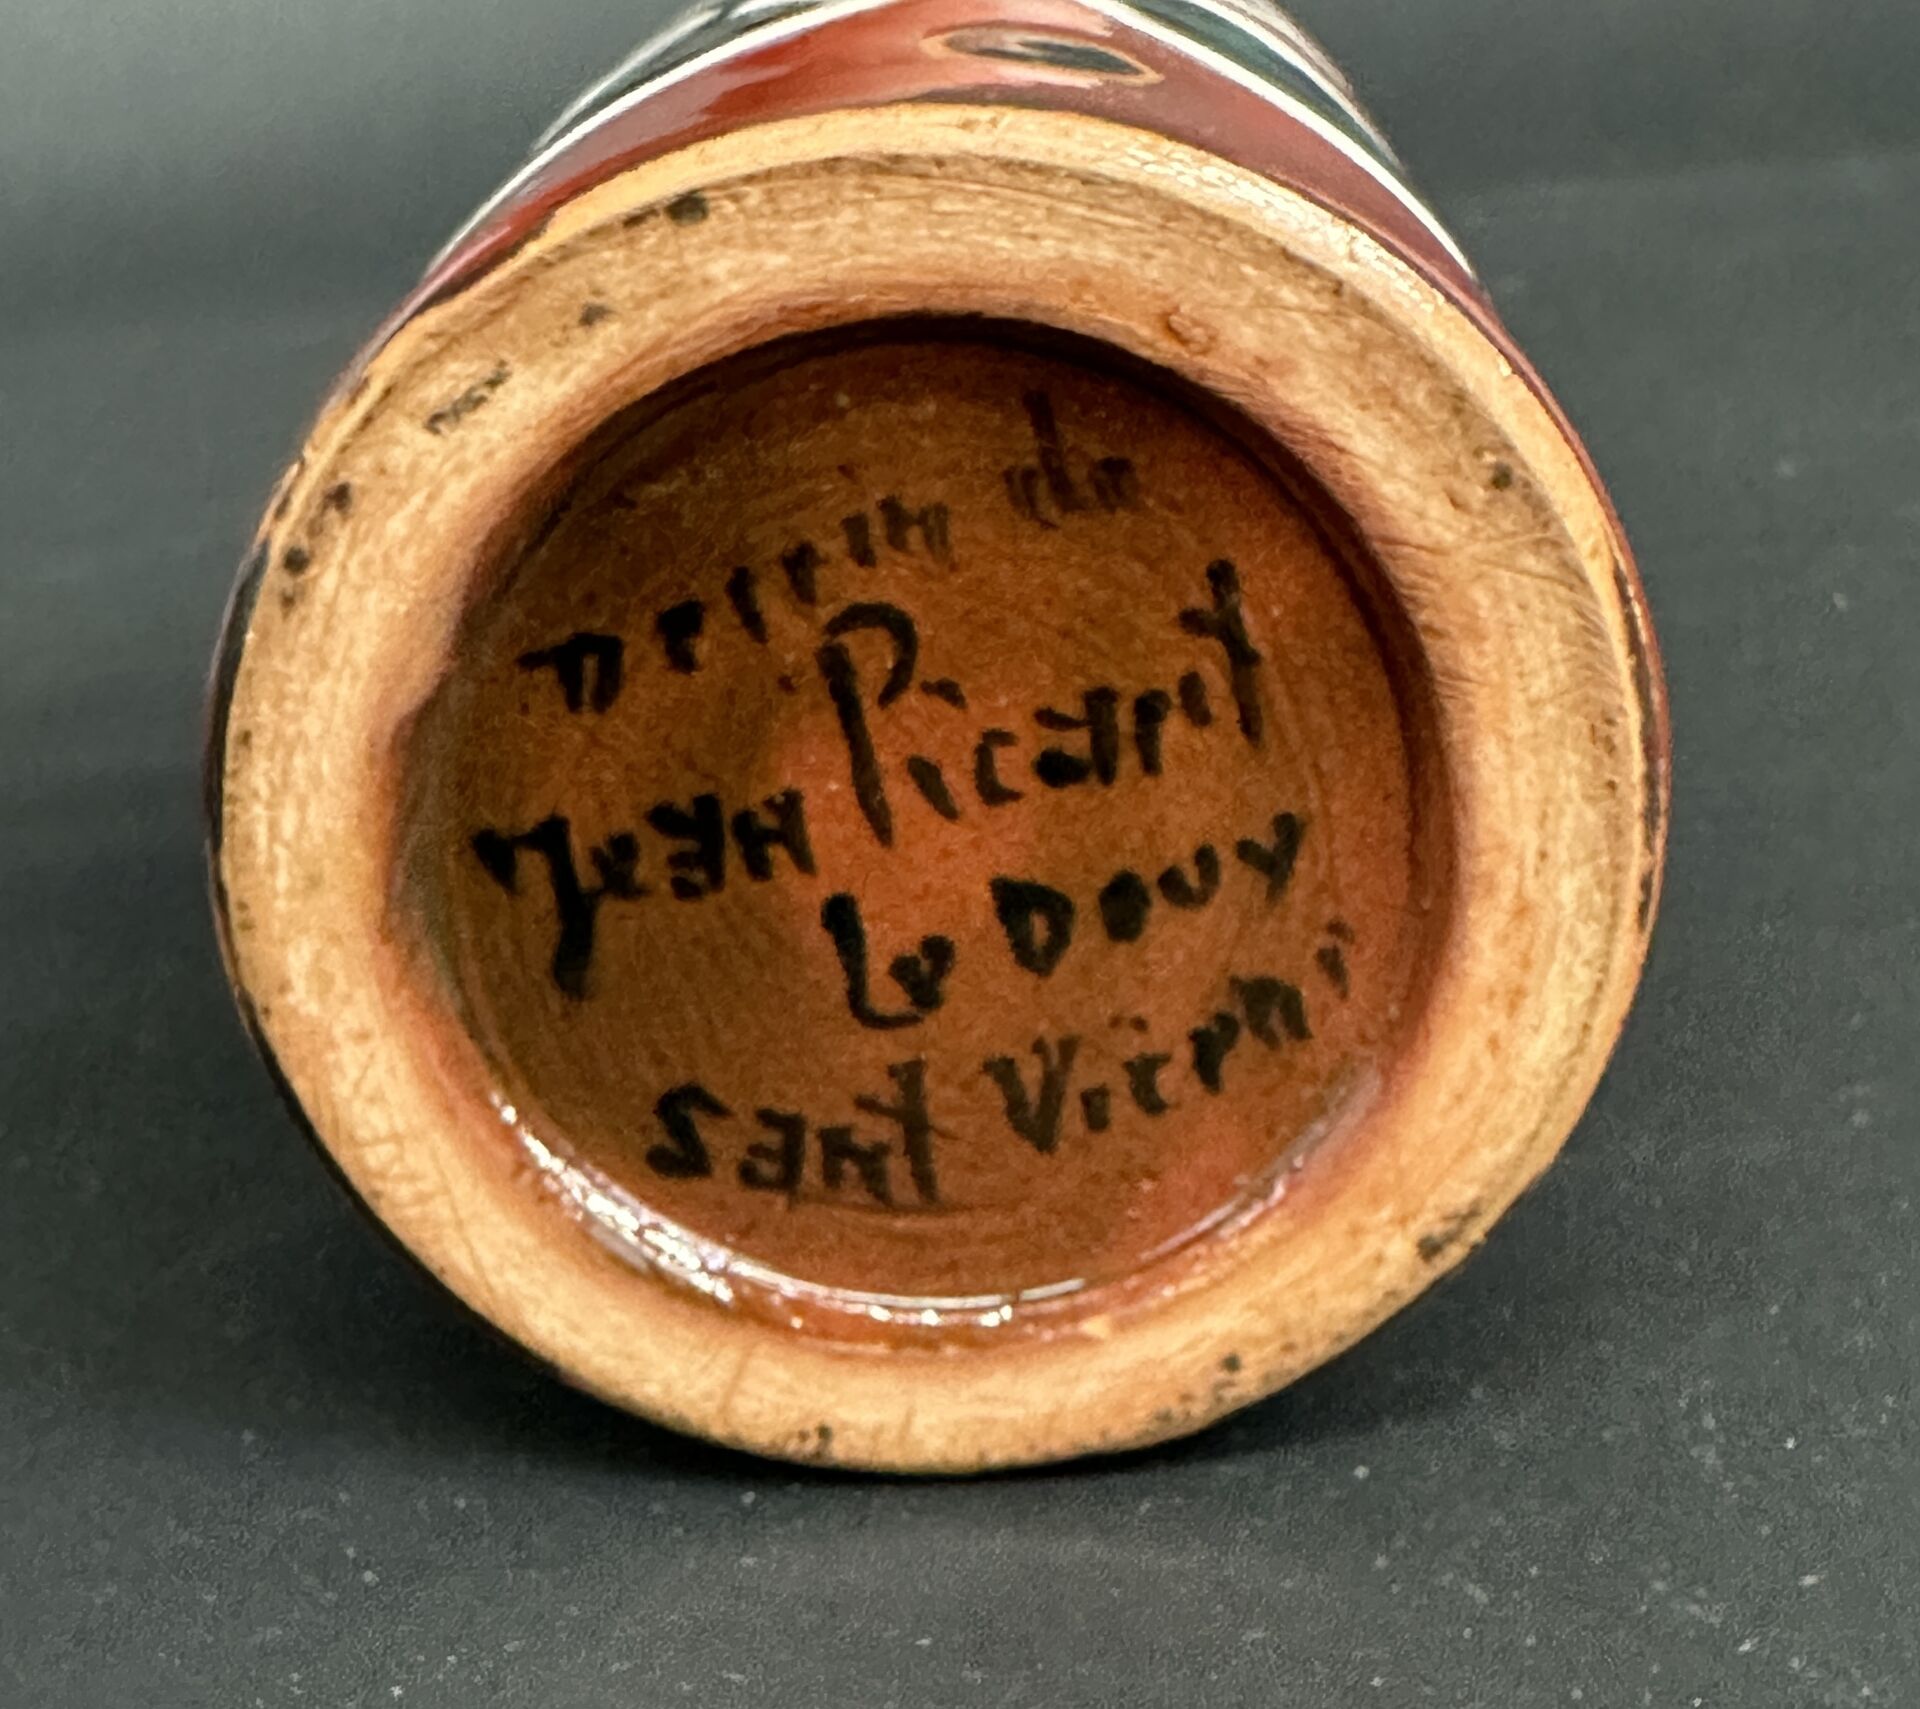 Dessin de
Jean Picart
Le Doux
Sant Vicens